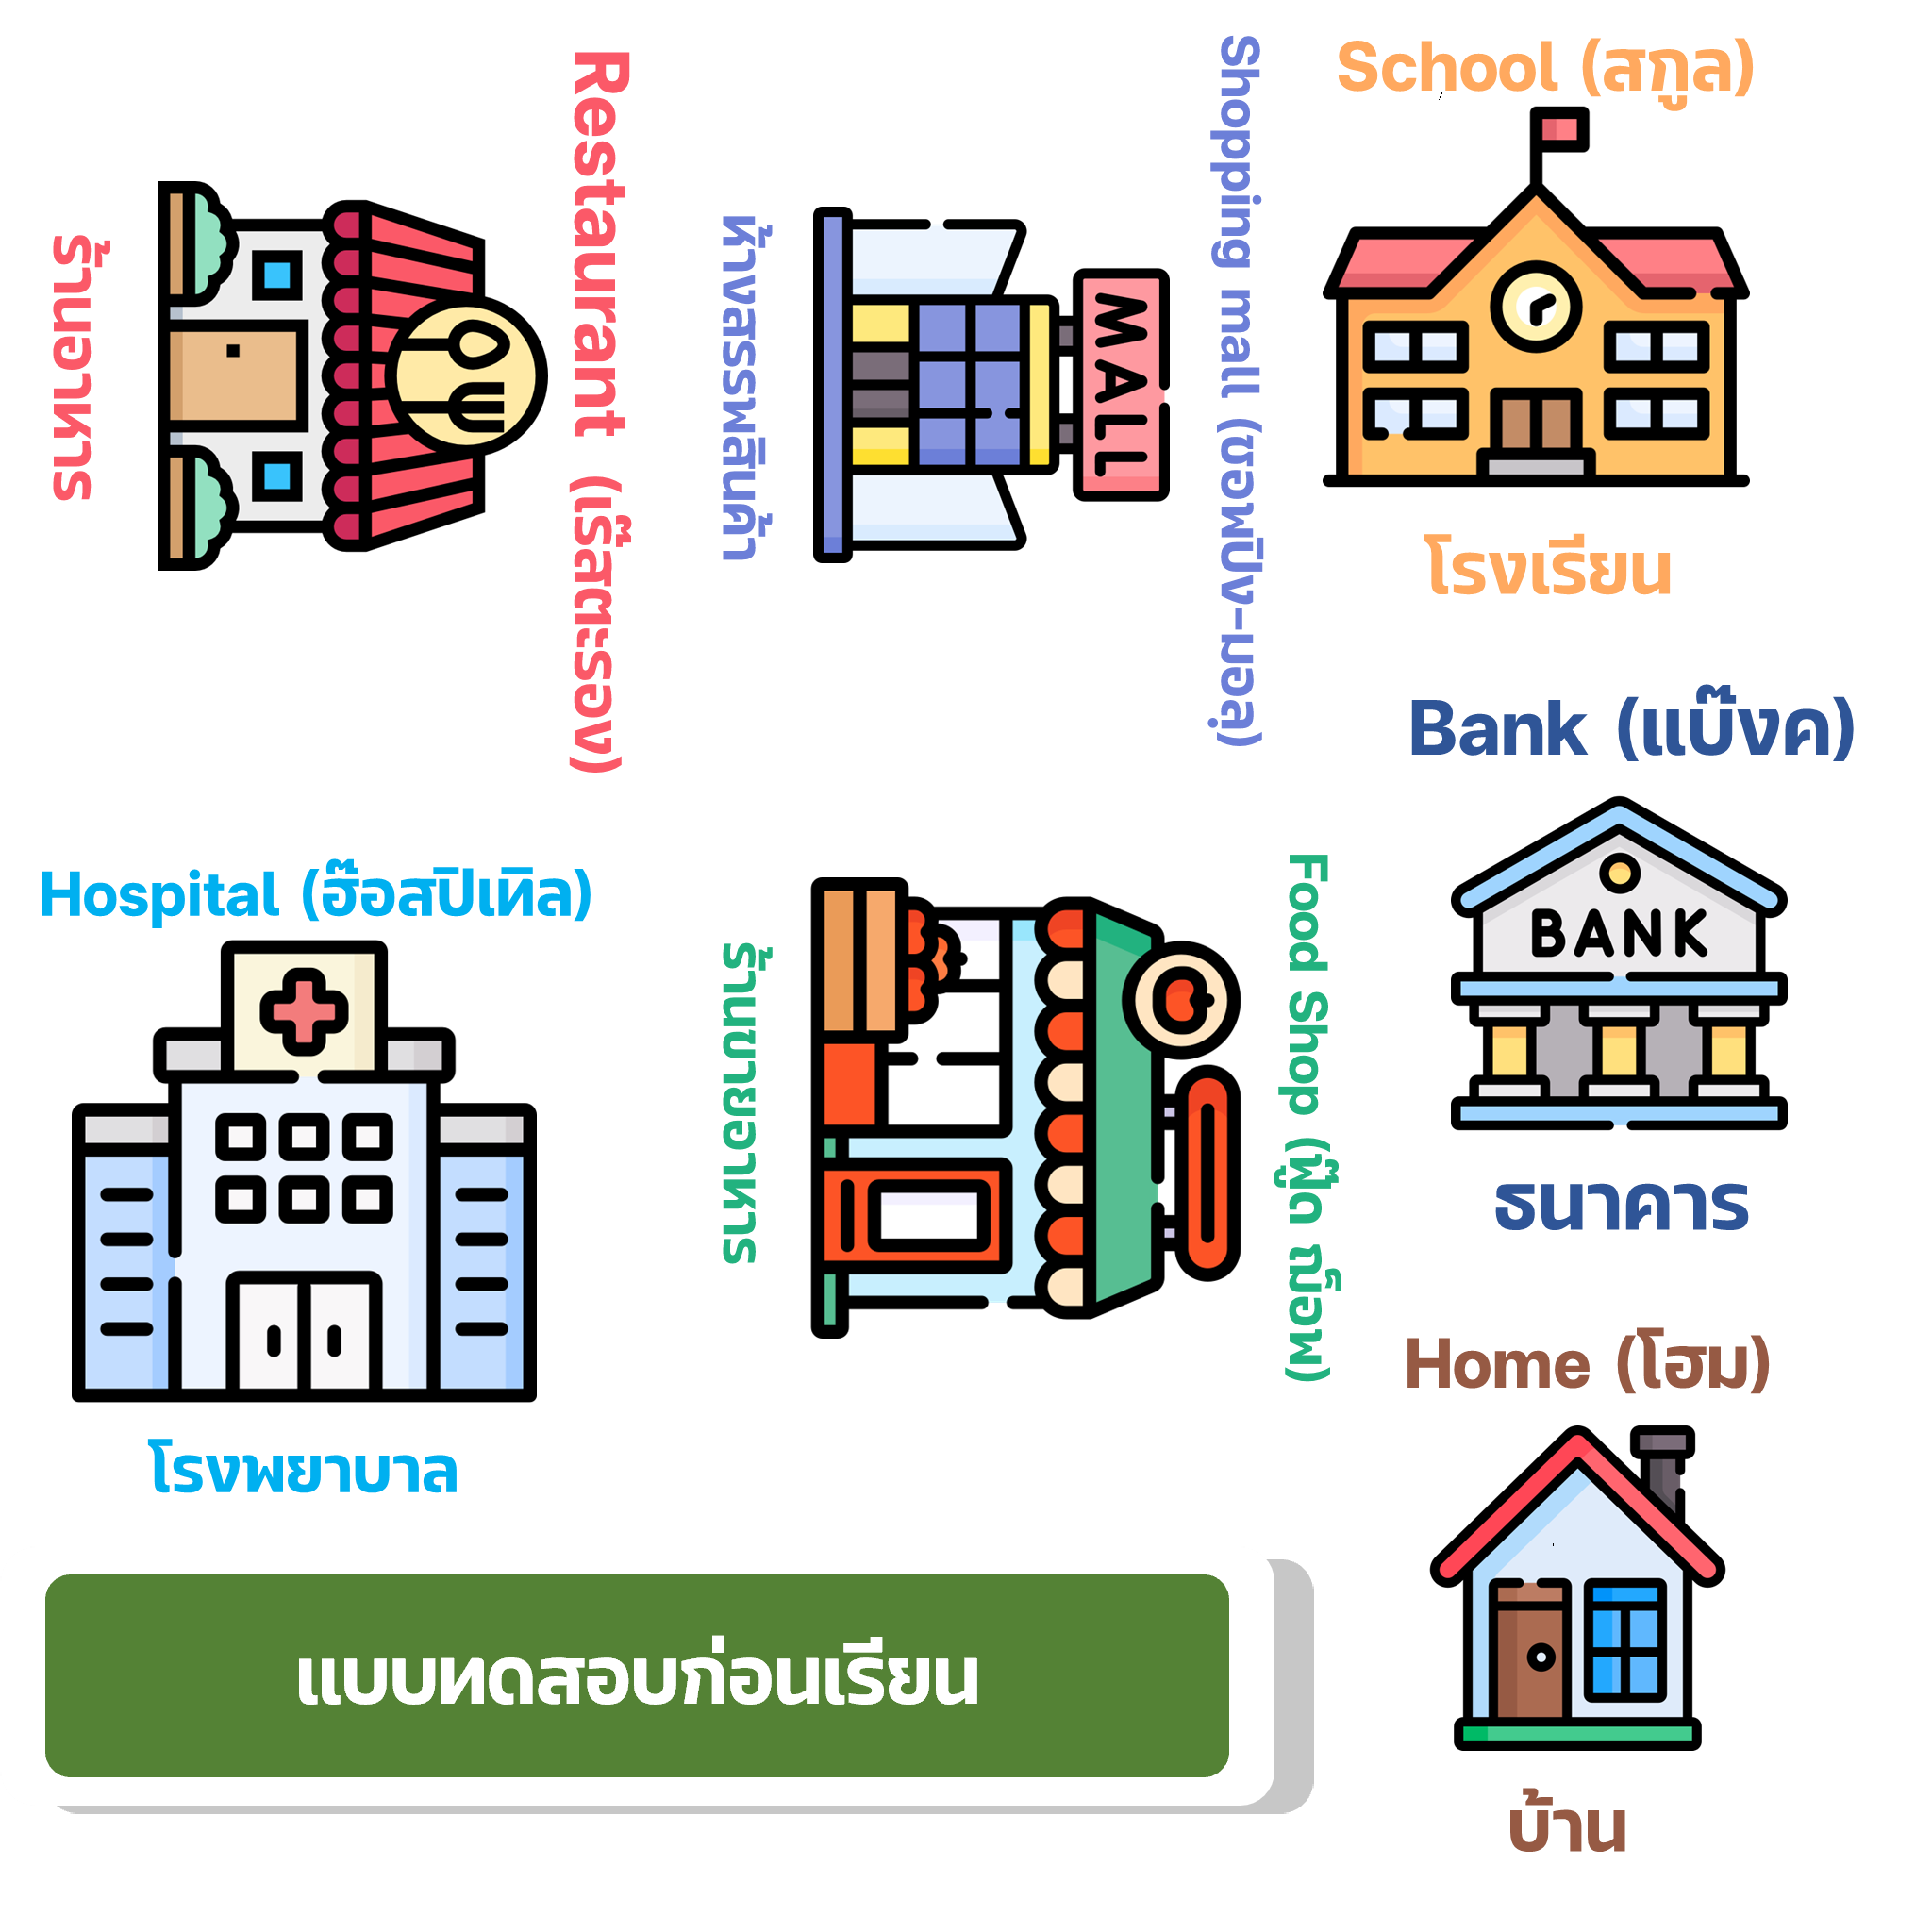 Restaurant (เร๊สตะรอง)
ร้านอาหาร
Shopping mall (ชอพปิง-มอลฺ)
MALL
ห้างสรรพสินค้า
School (สกูล)
โรงเรียน
Bank (แบ๊งค)
BANK
ธนาคาร
Hospital (ฮ๊อสปิเทิล)
โรงพยาบาล
Food Shop (ฟู๊ด ฌ๊อพ)
ร้านขายอาหาร
Home (โฮม)
บ้าน
แบบทดสอบก่อนเรียน